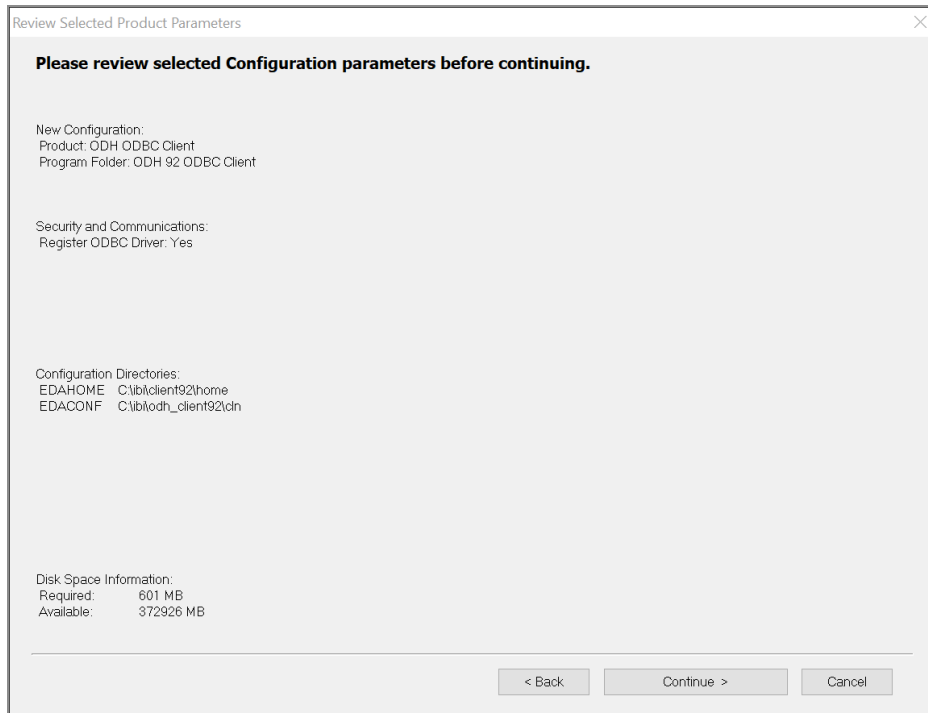 Review Selected Product Parameters
Please review selected Configuration parameters before continuing.
New Configuration:
Product: ODH ODBC Client
Program Folder: ODH 92 ODBC Client
Security and Communications:
Register ODBC Driver: Yes
Configuration Directories:
EDAHOME C:\ibi\client92\home
EDACONF C:\ibi\odh_client92\cln
Disk Space Information:
Required: 601 MB
Available: 372926 MB
< Back Continue > Cancel